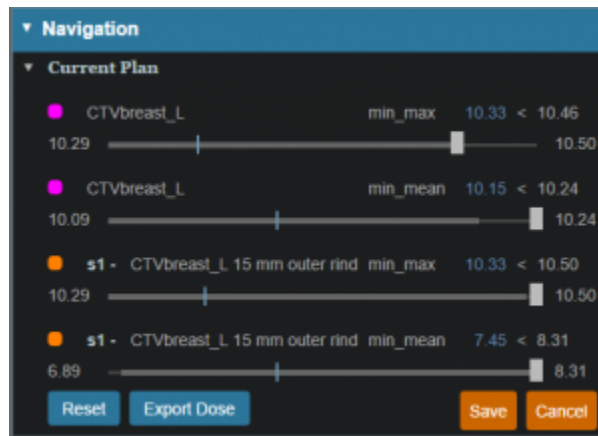 Navigation
Current Plan
CTVbreast_L min_max 10.33 < 10.46
10.29 10.50
CTVbreast_L min_mean 10.15 < 10.24
10.09 10.24
s1 - CTVbreast_L 15 mm outer rind min_max 10.33 < 10.50
10.29 10.50
s1 - CTVbreast_L 15 mm outer rind min_mean 7.45 < 8.31
6.89 8.31
Reset Export Dose Save Cancel